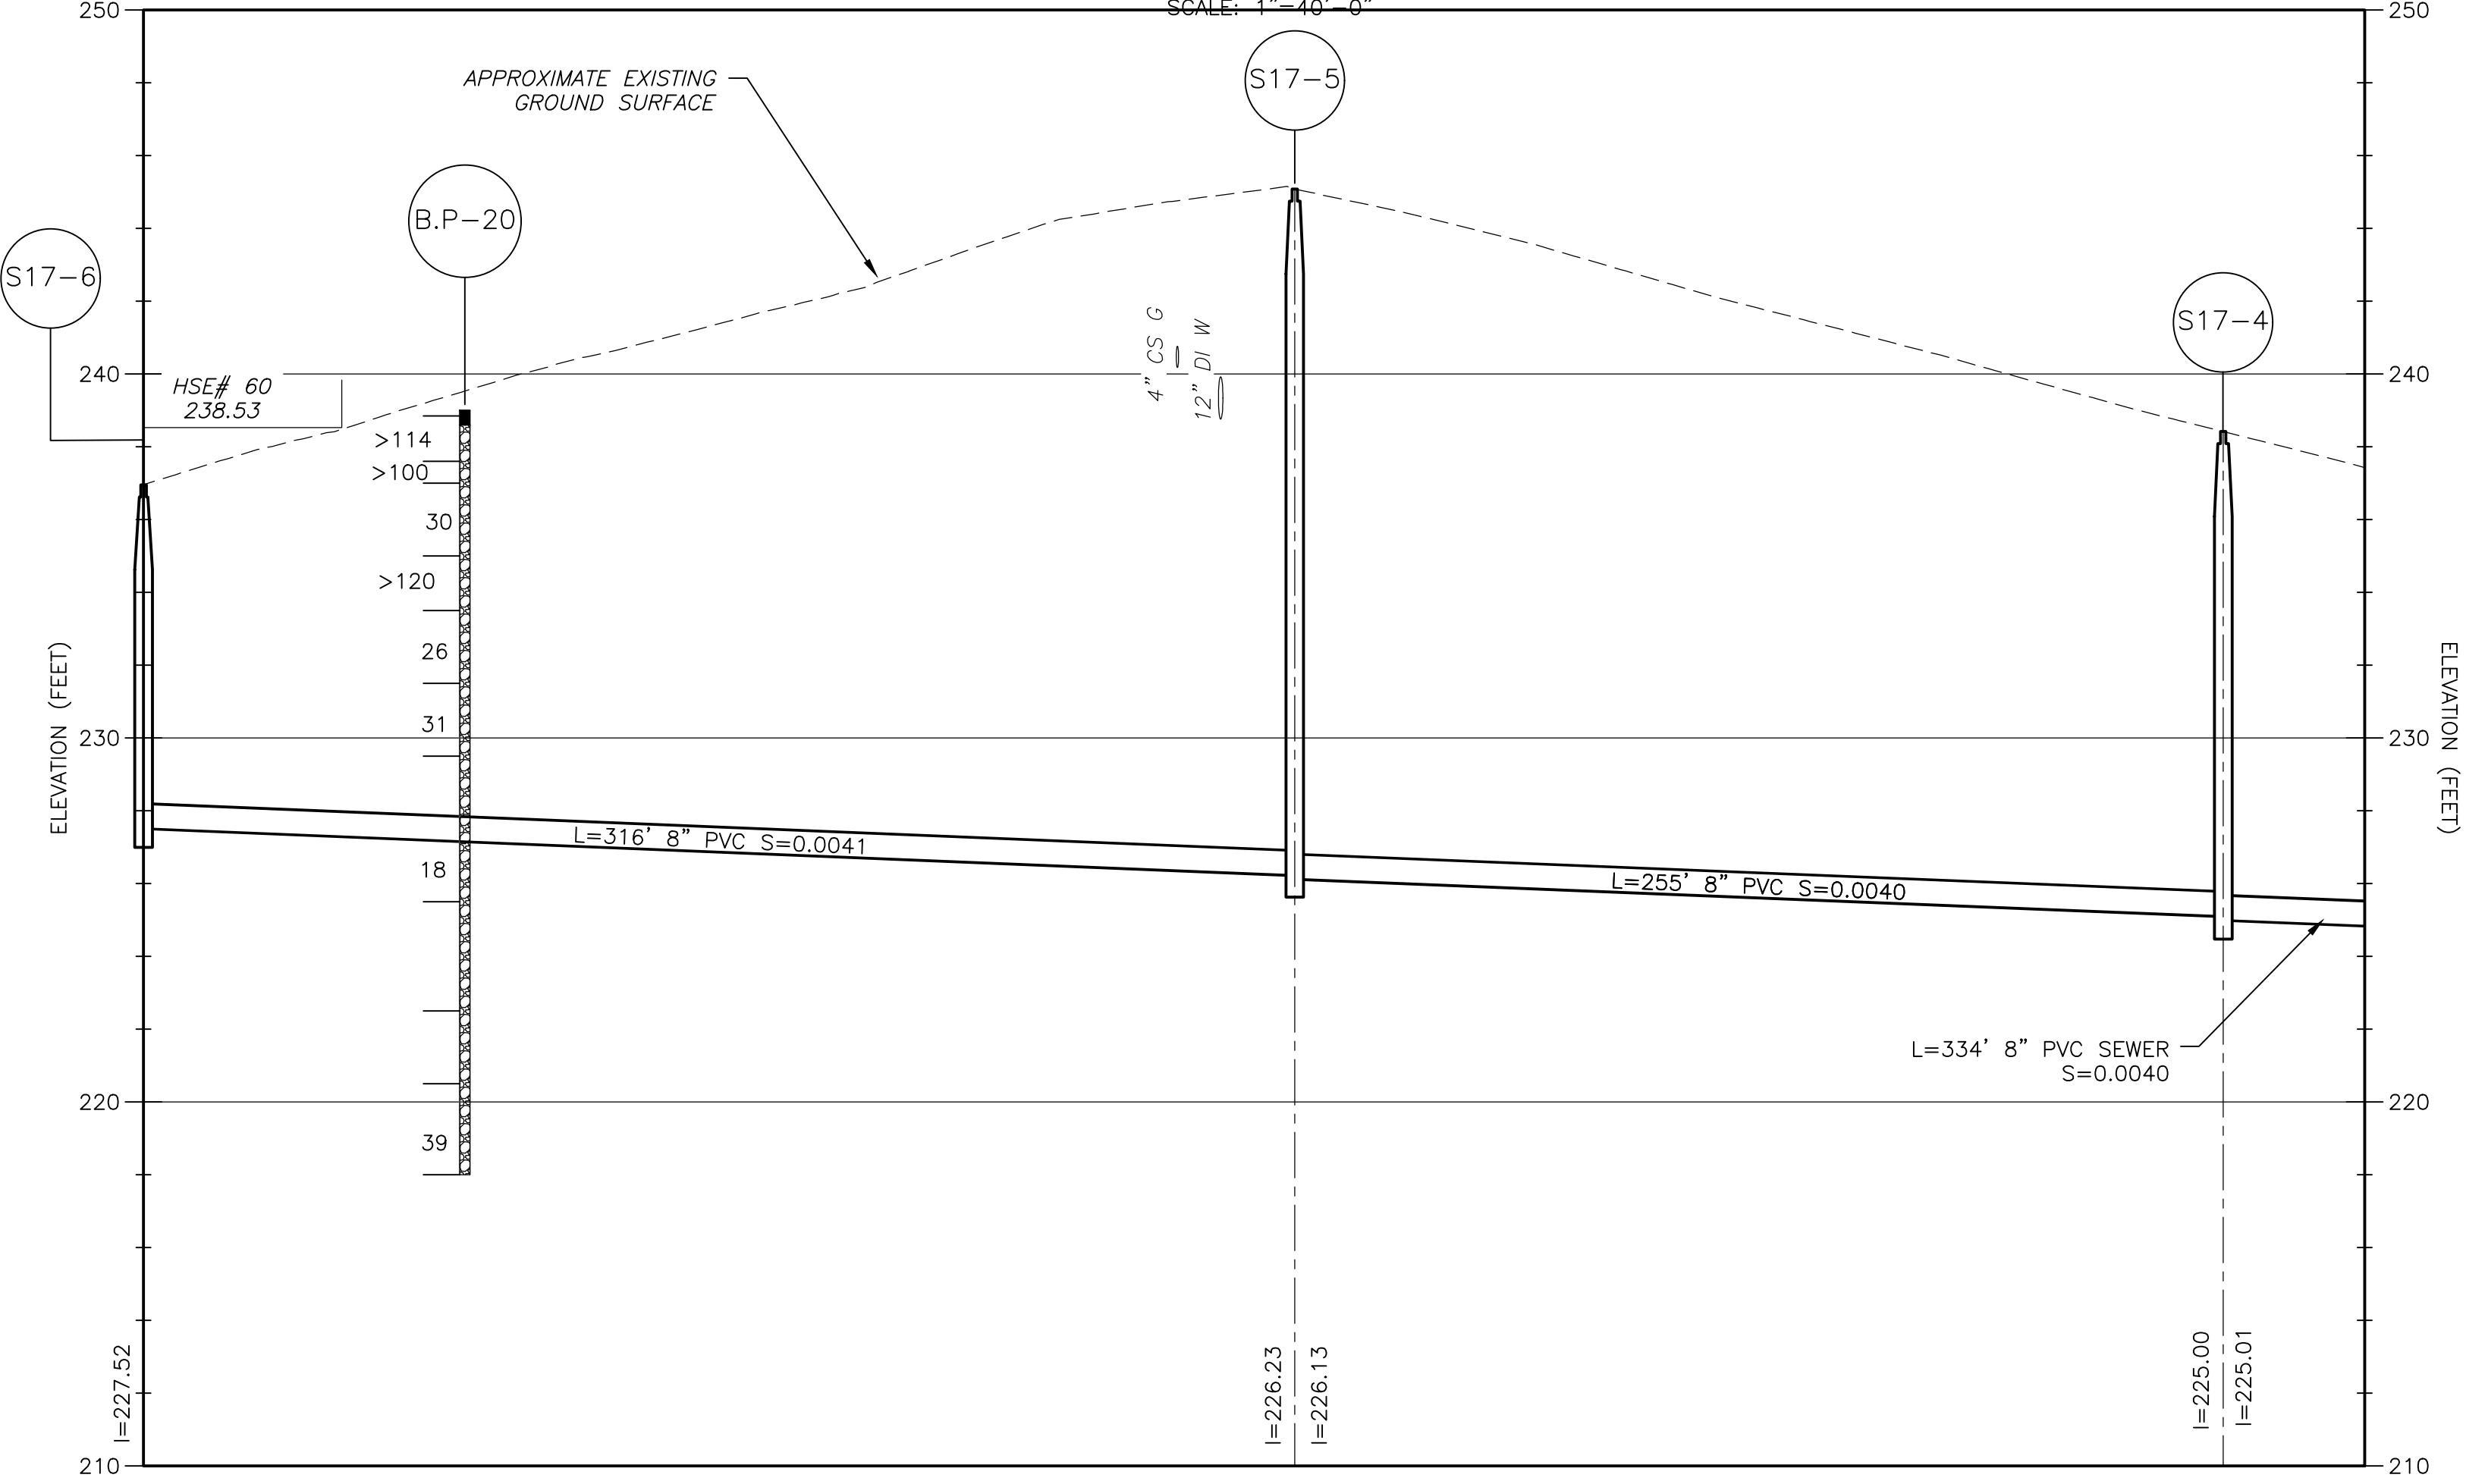 SCALE: 1"=40'-0"
250
250
S17-5
APPROXIMATE EXISTING
GROUND SURFACE
B.P-20
S17-6
S17-4
4" CS G
12" DI W
240
240
HSE# 60
238.53
>114
>100
30
>120
26
31
18
39
ELEVATION (FEET)
ELEVATION (FEET)
230
230
L=316' 8" PVC S=0.0041
L=255' 8" PVC S=0.0040
L=334' 8" PVC SEWER
S=0.0040
220
220
I=227.52
I=226.23
I=226.13
I=225.00
I=225.01
210
210